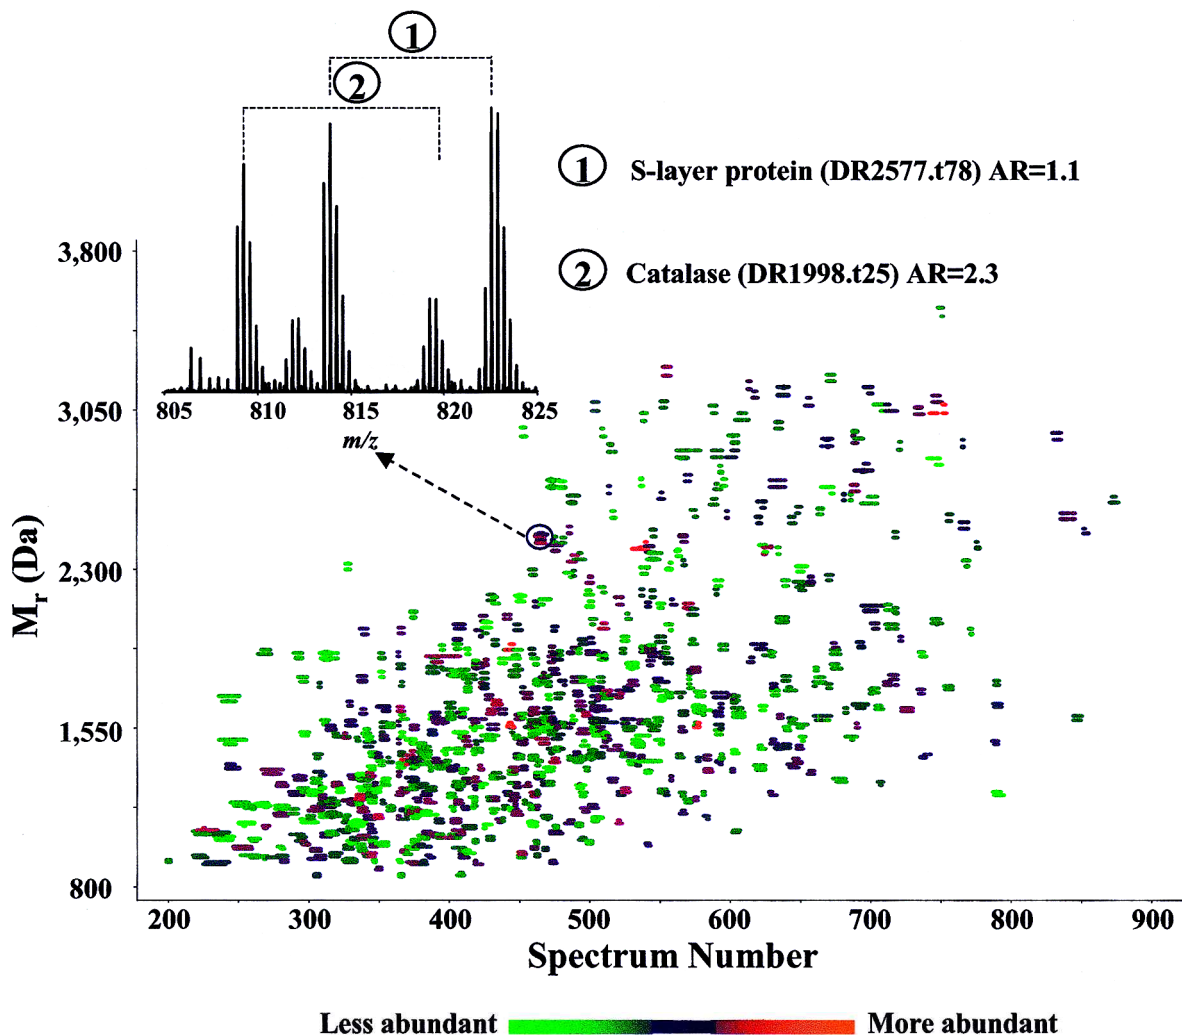 1
2
1 S-layer protein (DR2577.t78) AR=1.1
2 Catalase (DR1998.t25) AR=2.3
805 810 815 820 825
m/z
3,800
3,050
2,300
1,550
800
Mr (Da)
200 300 400 500 600 700 800 900
Spectrum Number
Less abundant More abundant